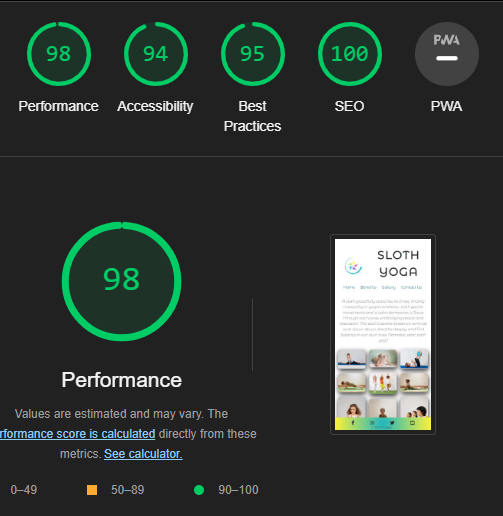 98
94
95
100
PWA
Performance
Accessibility
Best
Practices
SEO
PWA
98
Performance
Values are estimated and may vary. The
rformance score is calculated directly from these
metrics. See calculator.
0–49
50–89
90–100
SLOTH
YOGA
Home Benefits Gallery Contact Us